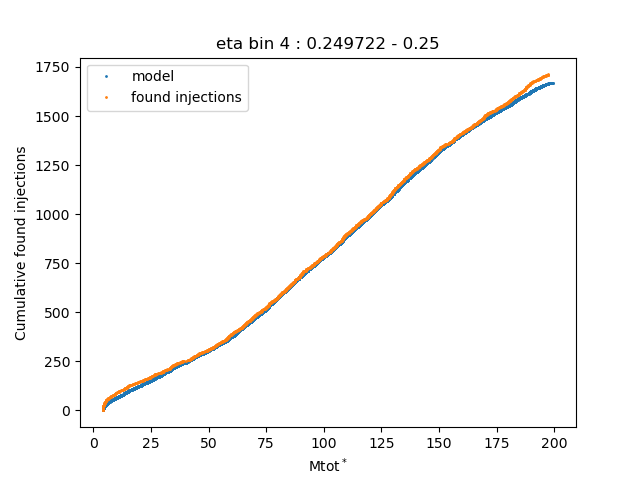 eta bin 4 : 0.249722 - 0.25
model
found injections
Cumulative found injections
1750
1500
1250
1000
750
500
250
0
0 25 50 75 100 125 150 175 200
Mtot*